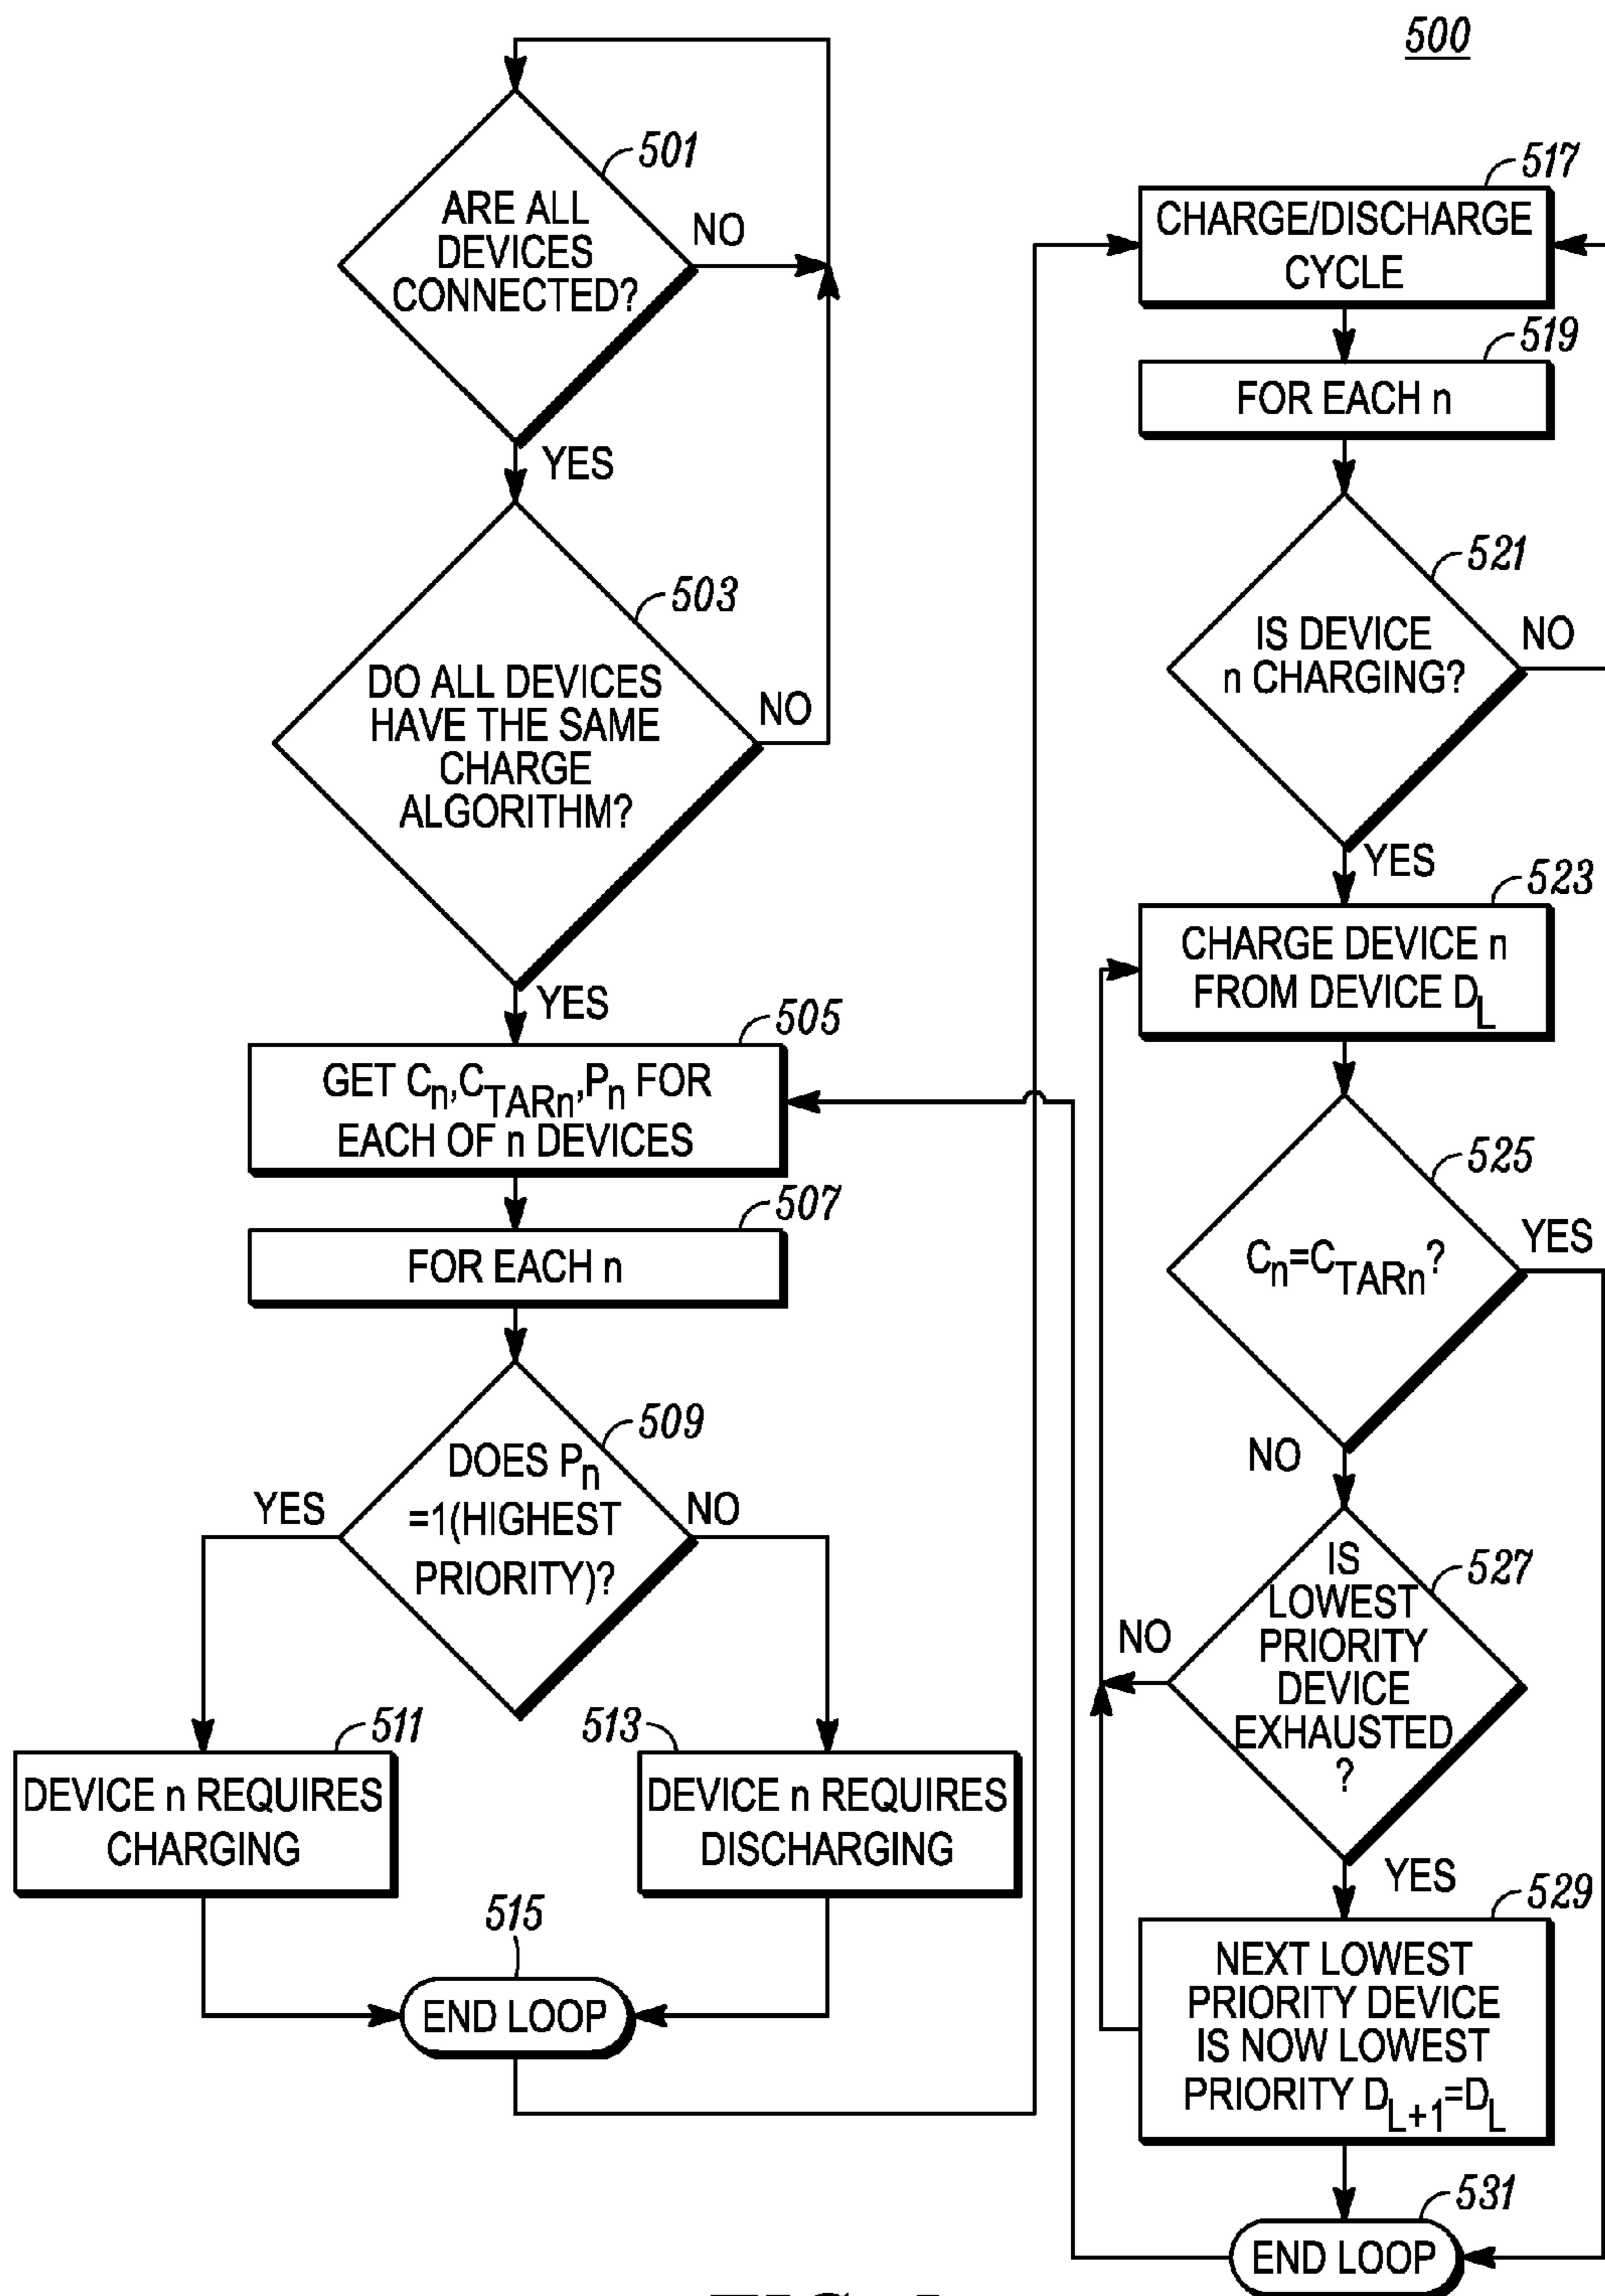 500
501
ARE ALL
DEVICES
CONNECTED?
NO
YES
503
DO ALL DEVICES
HAVE THE SAME
CHARGE
ALGORITHM?
NO
YES
505
GET Cn,CTARn,Pn FOR
EACH OF n DEVICES
507
FOR EACH n
509
DOES Pn
=1(HIGHEST
PRIORITY)?
YES
NO
511
DEVICE n REQUIRES
CHARGING
513
DEVICE n REQUIRES
DISCHARGING
515
END LOOP
517
CHARGE/DISCHARGE
CYCLE
519
FOR EACH n
521
IS DEVICE
n CHARGING?
NO
YES
523
CHARGE DEVICE n
FROM DEVICE DL
525
Cn=CTARn?
YES
NO
527
IS
LOWEST
PRIORITY
DEVICE
EXHAUSTED
?
NO
YES
529
NEXT LOWEST
PRIORITY DEVICE
IS NOW LOWEST
PRIORITY DL+1=DL
531
END LOOP